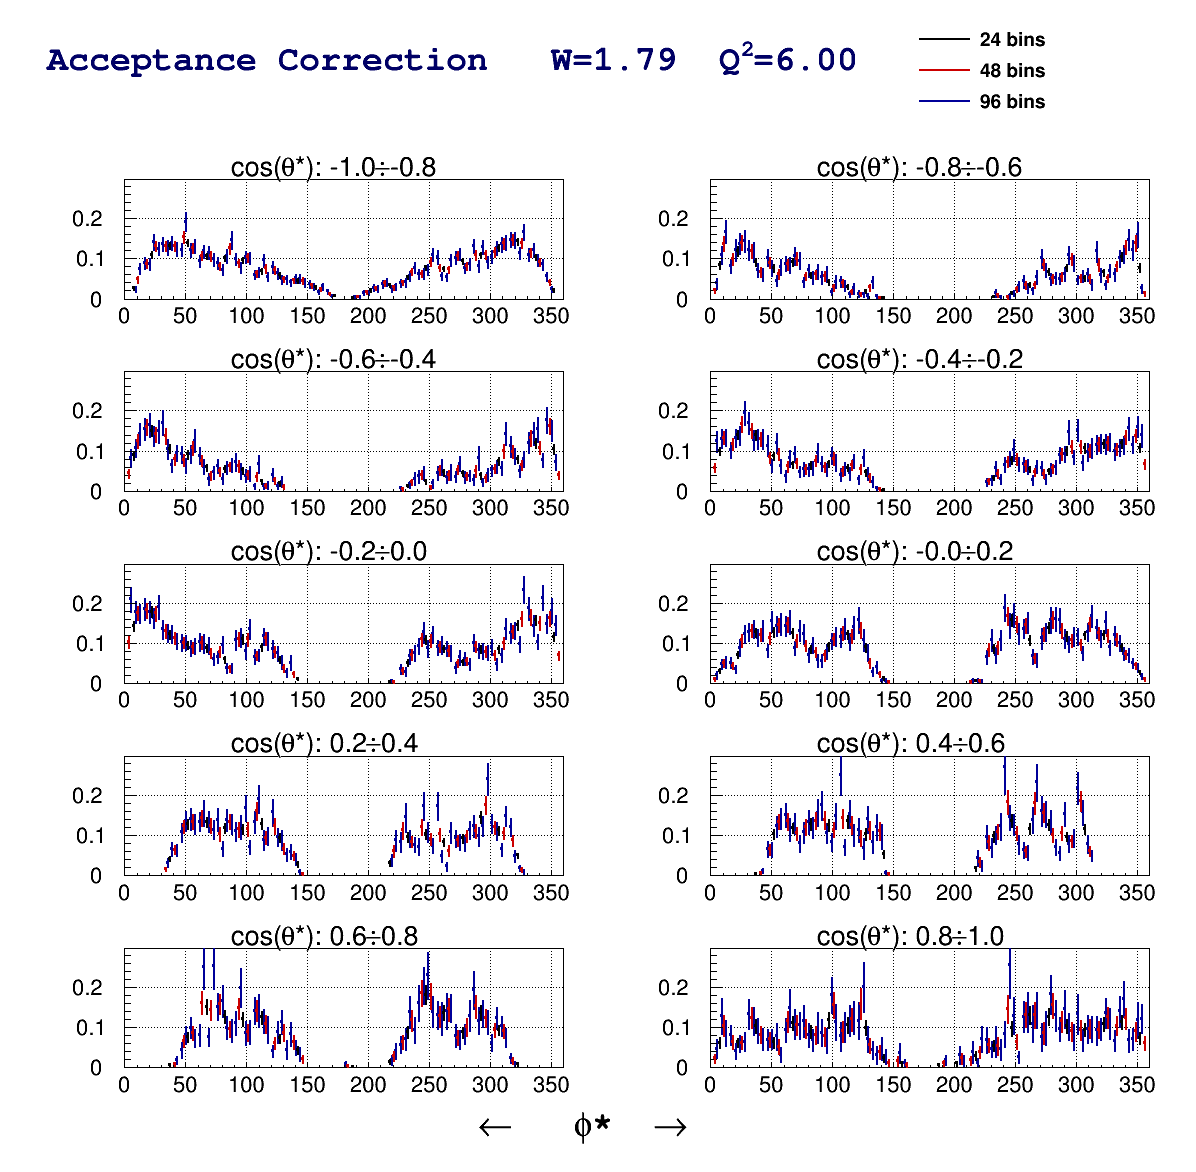 Acceptance Correction W=1.79 Q²=6.00
24 bins
48 bins
96 bins
cos(θ*): -1.0÷-0.8
0.2
0.1
0
0 50 100 150 200 250 300 350
cos(θ*): -0.8÷-0.6
0.2
0.1
0
0 50 100 150 200 250 300 350
cos(θ*): -0.6÷-0.4
0.2
0.1
0
0 50 100 150 200 250 300 350
cos(θ*): -0.4÷-0.2
0.2
0.1
0
0 50 100 150 200 250 300 350
cos(θ*): -0.2÷0.0
0.2
0.1
0
0 50 100 150 200 250 300 350
cos(θ*): -0.0÷0.2
0.2
0.1
0
0 50 100 150 200 250 300 350
cos(θ*): 0.2÷0.4
0.2
0.1
0
0 50 100 150 200 250 300 350
cos(θ*): 0.4÷0.6
0.2
0.1
0
0 50 100 150 200 250 300 350
cos(θ*): 0.6÷0.8
0.2
0.1
0
0 50 100 150 200 250 300 350
cos(θ*): 0.8÷1.0
0.2
0.1
0
0 50 100 150 200 250 300 350
← ϕ* →